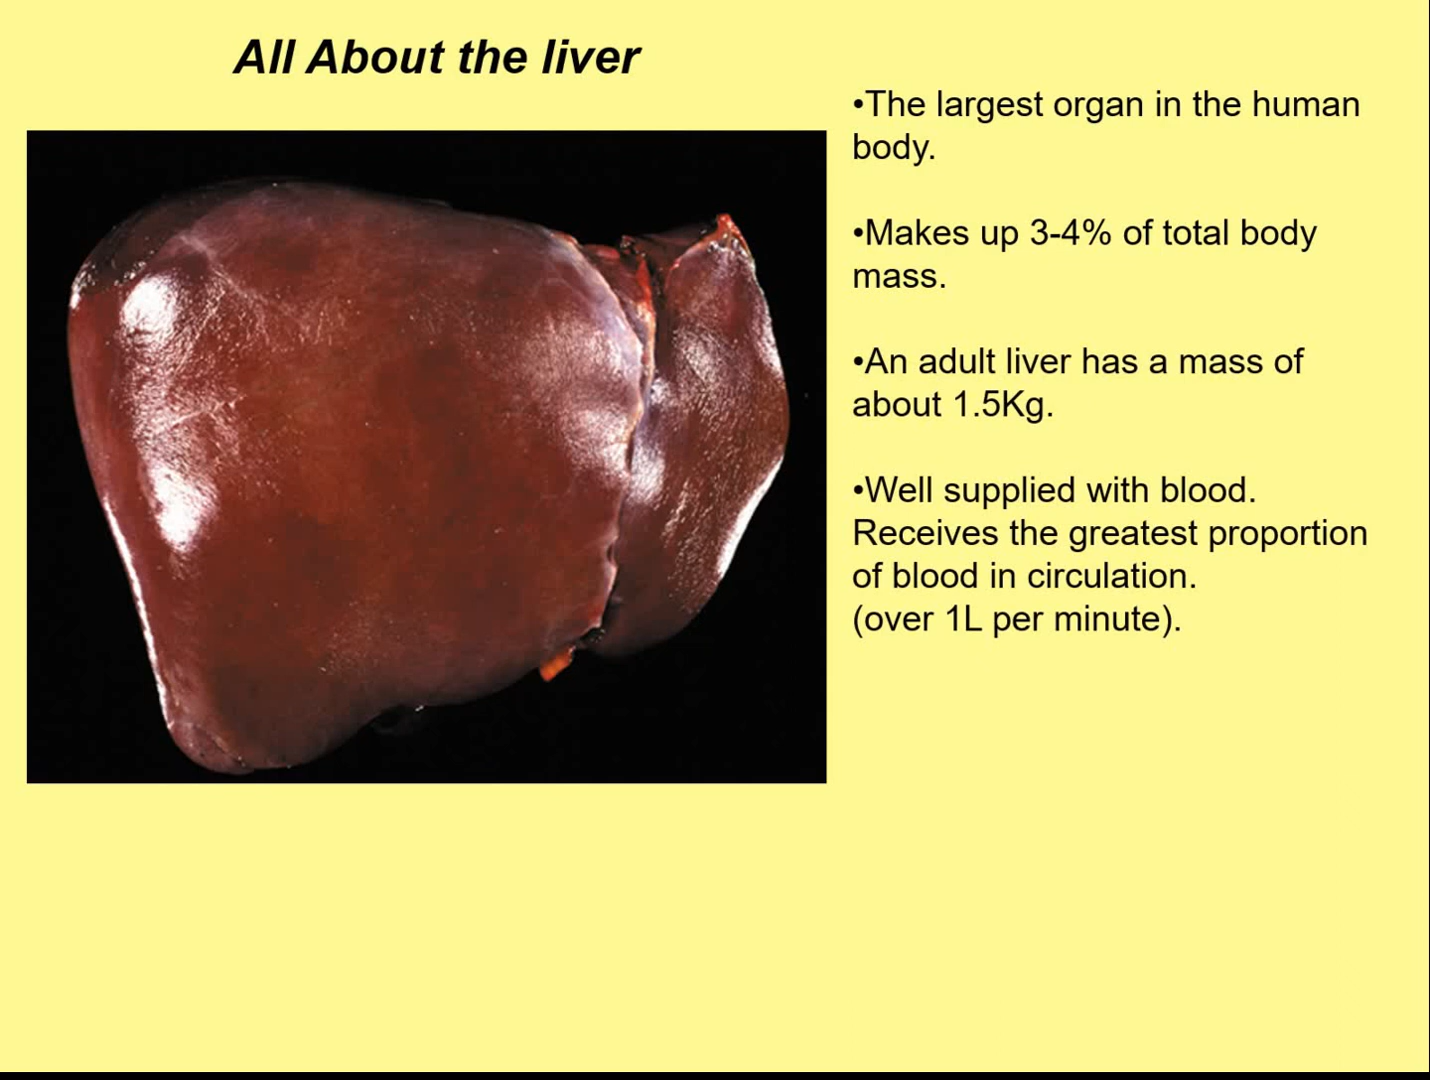 All About the liver
•The largest organ in the human
body.
•Makes up 3-4% of total body
mass.
•An adult liver has a mass of
about 1.5Kg.
•Well supplied with blood.
Receives the greatest proportion
of blood in circulation.
(over 1L per minute).